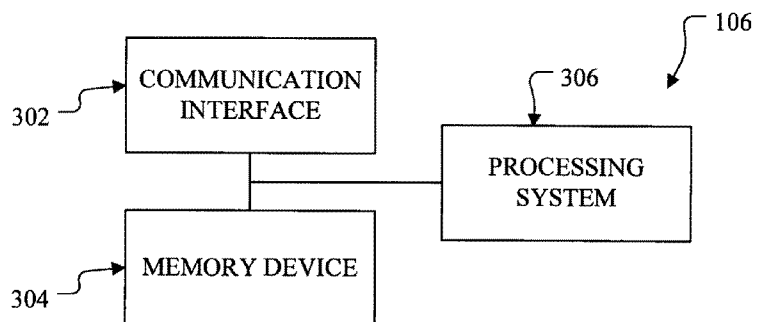 106
COMMUNICATION
INTERFACE
302
306
PROCESSING
SYSTEM
MEMORY DEVICE
304